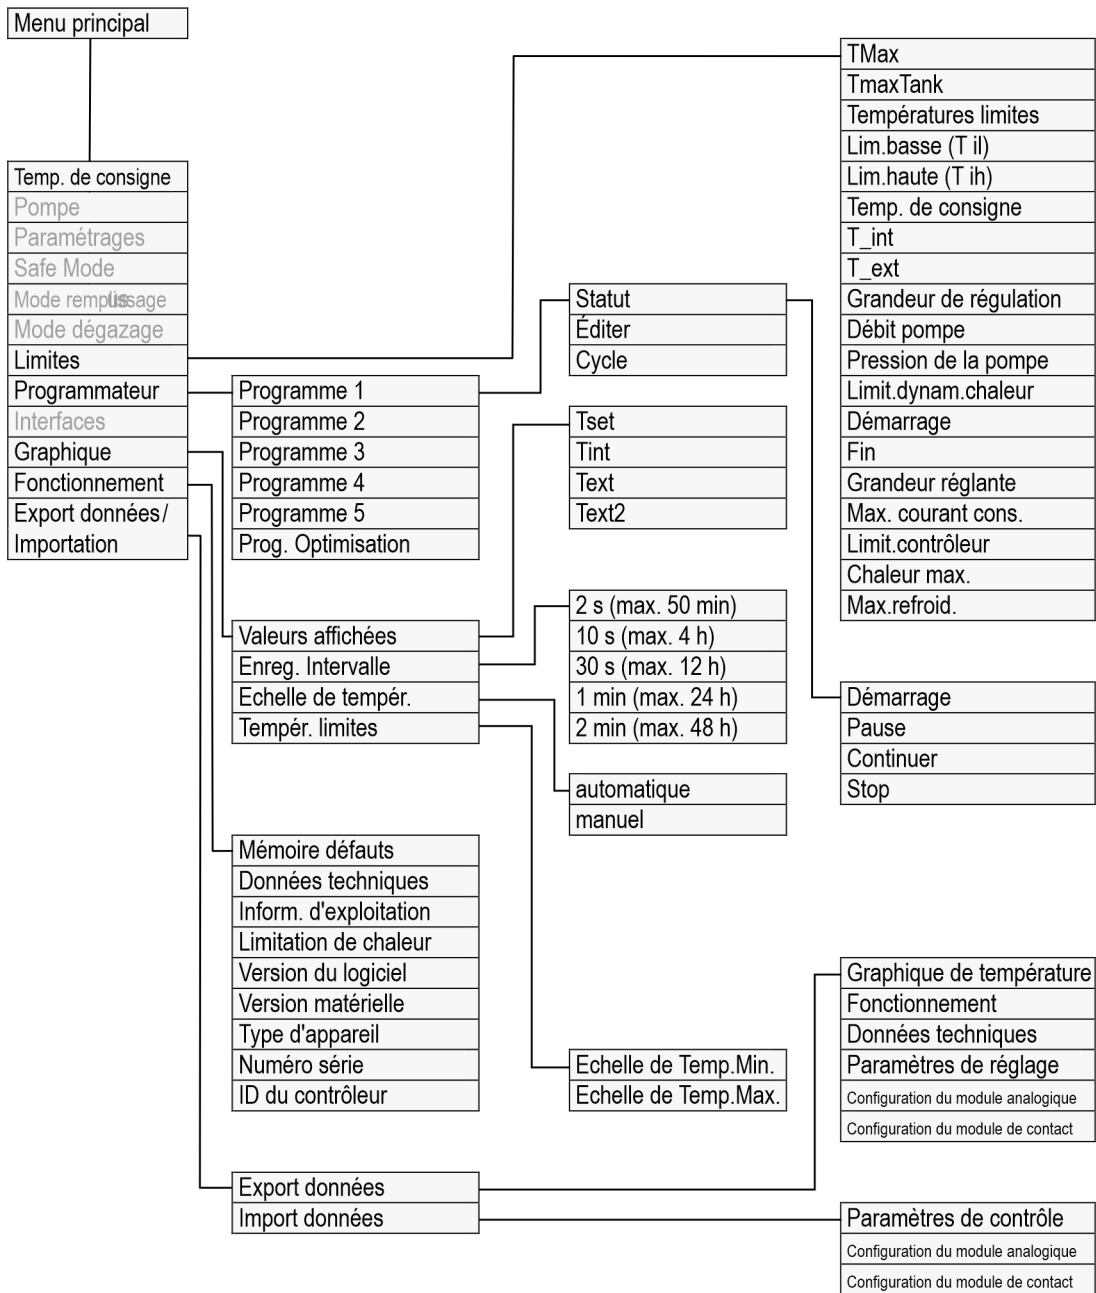 Menu principal
Temp. de consigne
Pompe
Paramétrages
Safe Mode
Mode remplissage
Mode dégazage
Limites
Programmateur
Interfaces
Graphique
Fonctionnement
Export données/
Importation
Programme 1
Programme 2
Programme 3
Programme 4
Programme 5
Prog. Optimisation
Valeurs affichées
Enreg. Intervalle
Echelle de tempér.
Tempér. limites
Mémoire défauts
Données techniques
Inform. d'exploitation
Limitation de chaleur
Version du logiciel
Version matérielle
Type d'appareil
Numéro série
ID du contrôleur
Export données
Import données
Statut
Éditer
Cycle
Tset
Tint
Text
Text2
2 s (max. 50 min)
10 s (max. 4 h)
30 s (max. 12 h)
1 min (max. 24 h)
2 min (max. 48 h)
automatique
manuel
Echelle de Temp.Min.
Echelle de Temp.Max.
TMax
TmaxTank
Températures limites
Lim.basse (T il)
Lim.haute (T ih)
Temp. de consigne
T_int
T_ext
Grandeur de régulation
Débit pompe
Pression de la pompe
Limit.dynam.chaleur
Démarrage
Fin
Grandeur réglante
Max. courant cons.
Limit.contrôleur
Chaleur max.
Max.refroid.
Démarrage
Pause
Continuer
Stop
Graphique de température
Fonctionnement
Données techniques
Paramètres de réglage
Configuration du module analogique
Configuration du module de contact
Paramètres de contrôle
Configuration du module analogique
Configuration du module de contact